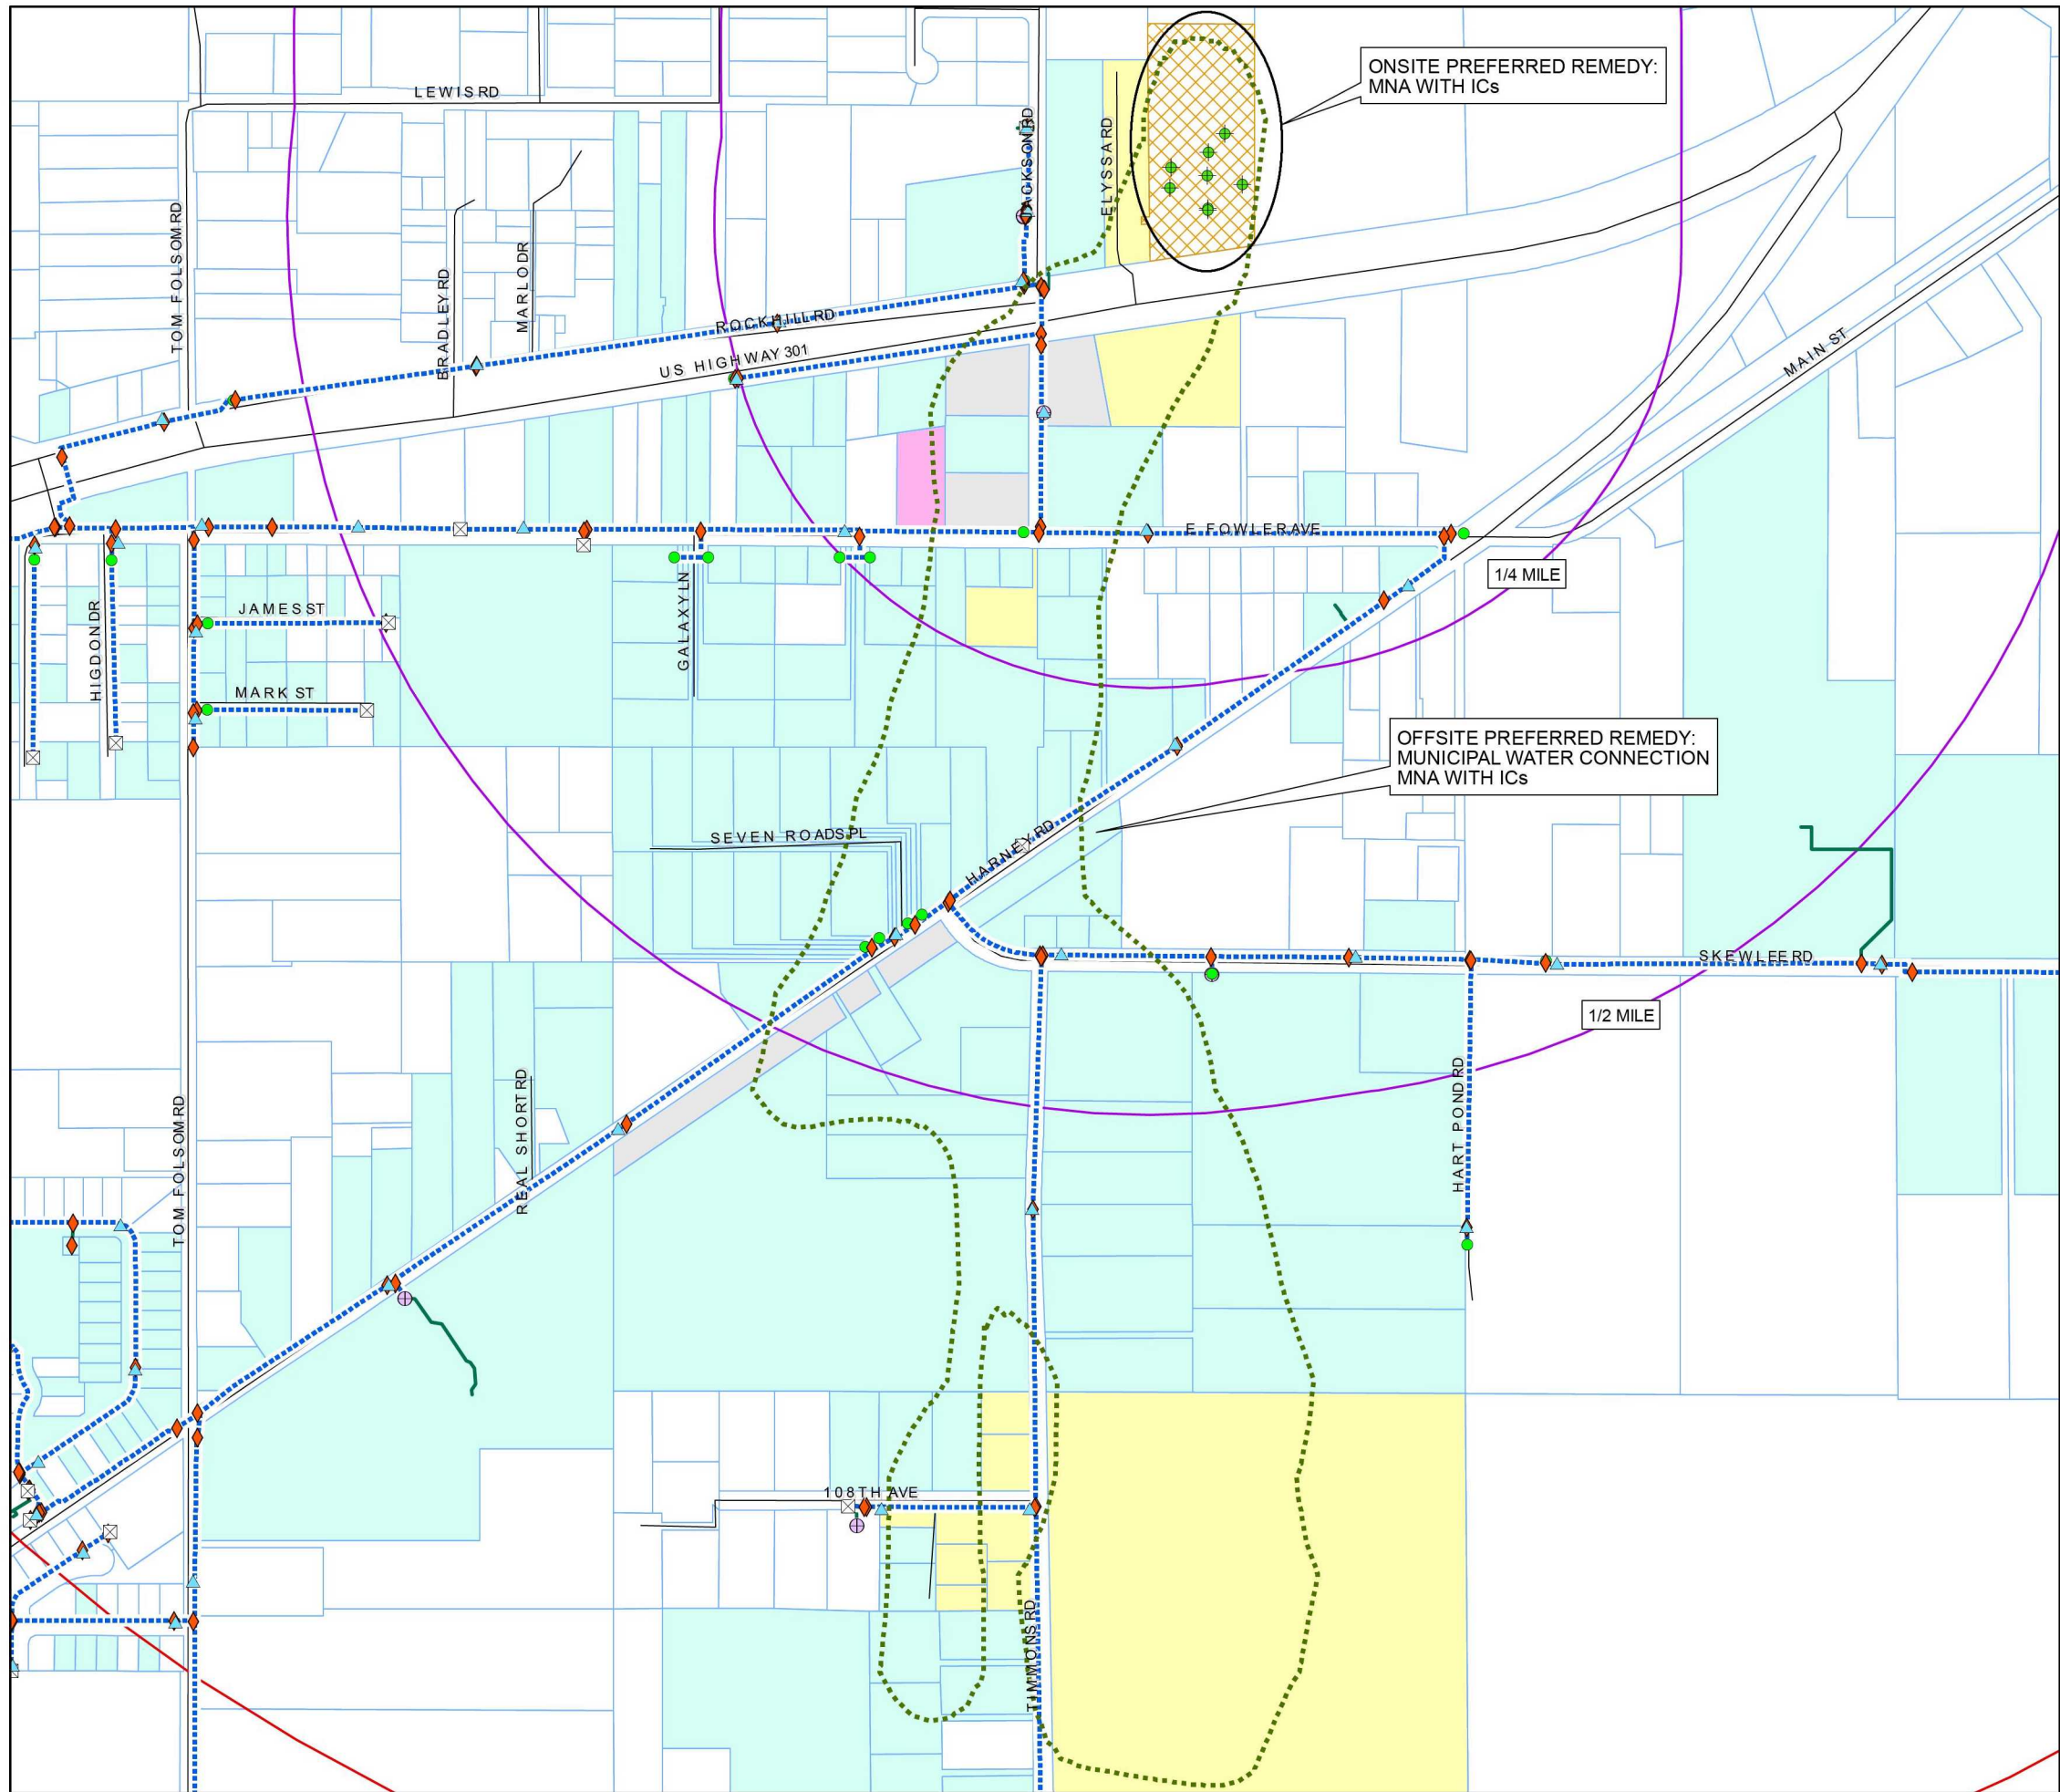 ONSITE PREFERRED REMEDY:
MNA WITH ICs
LEWIS RD
JACKSON RD
ELYSSA RD
TOM FOLSOM RD
BRADLEY RD
MARLO DR
ROCKHILL RD
US HIGHWAY 301
MAIN ST
E FOWLER AVE
1/4 MILE
JAMES ST
HIGDON DR
GALAXY LN
MARK ST
OFFSITE PREFERRED REMEDY:
MUNICIPAL WATER CONNECTION
MNA WITH ICs
SEVEN ROADS PL
HARNEY RD
SKEWLEE RD
1/2 MILE
TOM FOLSOM RD
REAL SHORT RD
HART POND RD
108TH AVE
TIMMONS RD